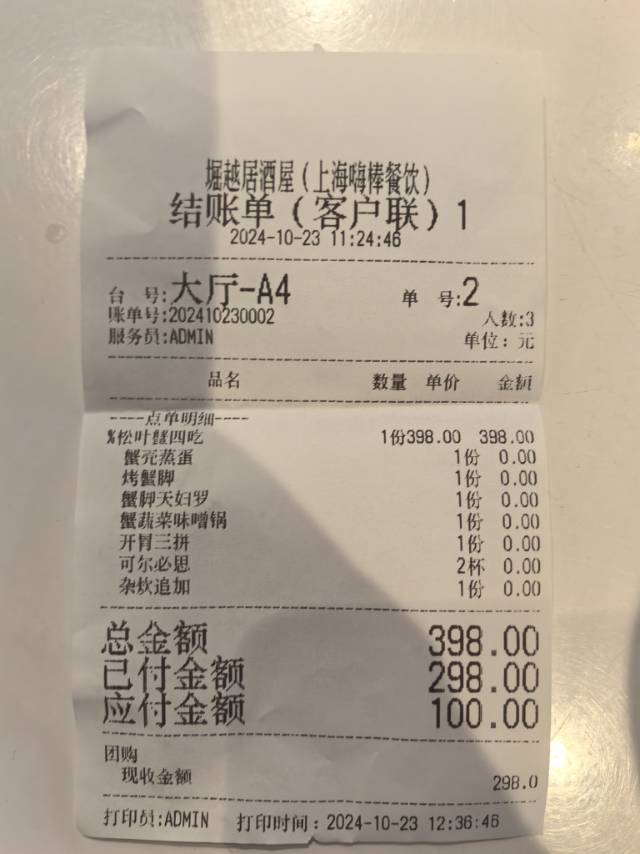 堀越居酒屋(上海嗨棒餐饮)
结账单(客户联)1
2024-10-23 11:24:46
台 号:大厅-A4 单 号:2
账单号:202410230002 人数:3
服务员:ADMIN 单位: 元
品名 数量 单价 金额
----点单明细----
%松叶蟹四吃 1份398.00 398.00
蟹壳蒸蛋 1份 0.00
烤蟹脚 1份 0.00
蟹脚天妇罗 1份 0.00
蟹蔬菜味噌锅 1份 0.00
开胃三拼 1份 0.00
可尔必思 2杯 0.00
杂炊追加 1份 0.00
总金额 398.00
已付金额 298.00
应付金额 100.00
团购
现收金额 298.0
打印员:ADMIN 打印时间:2024-10-23 12:36:46